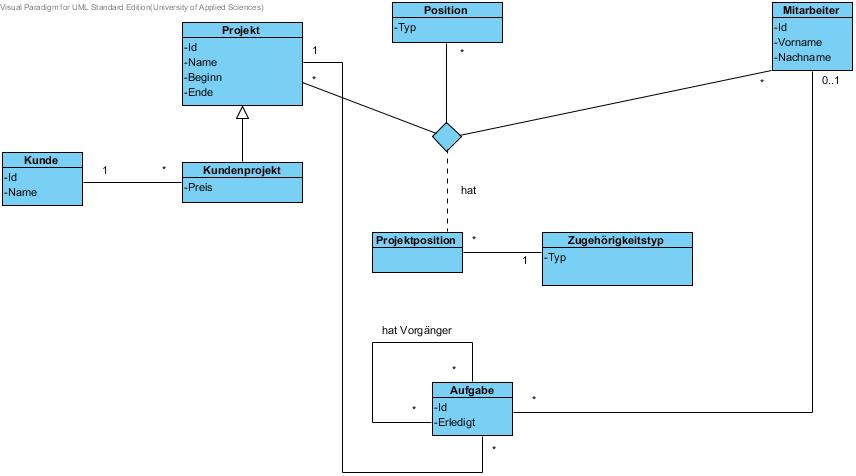 Visual Paradigm for UML Standard Edition(University of Applied Sciences)
Projekt
-Id
-Name
-Beginn
-Ende
1
*
Position
-Typ
*
Mitarbeiter
-Id
-Vorname
-Nachname
*
0..1
Kunde
-Id
-Name
1
*
Kundenprojekt
-Preis
hat
Projektposition
*
1
Zugehörigkeitstyp
-Typ
hat Vorgänger
*
*
Aufgabe
-Id
-Erledigt
*
*